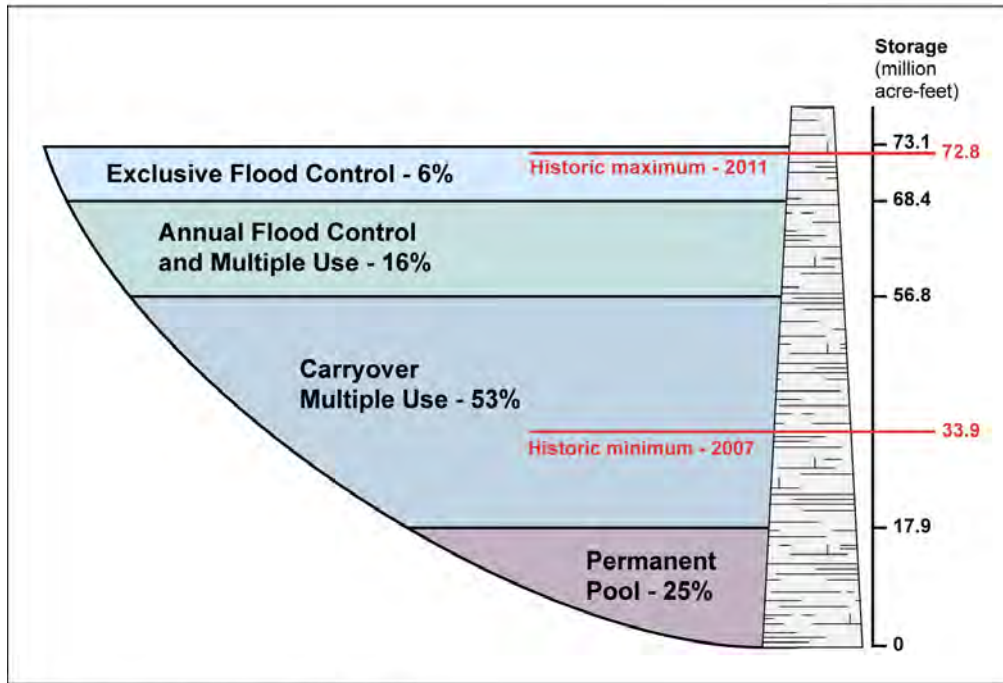 Storage
(million
acre-feet)
73.1
72.8
Exclusive Flood Control - 6%
Historic maximum - 2011
68.4
Annual Flood Control
and Multiple Use - 16%
56.8
Carryover
Multiple Use - 53%
33.9
Historic minimum - 2007
17.9
Permanent
Pool - 25%
0